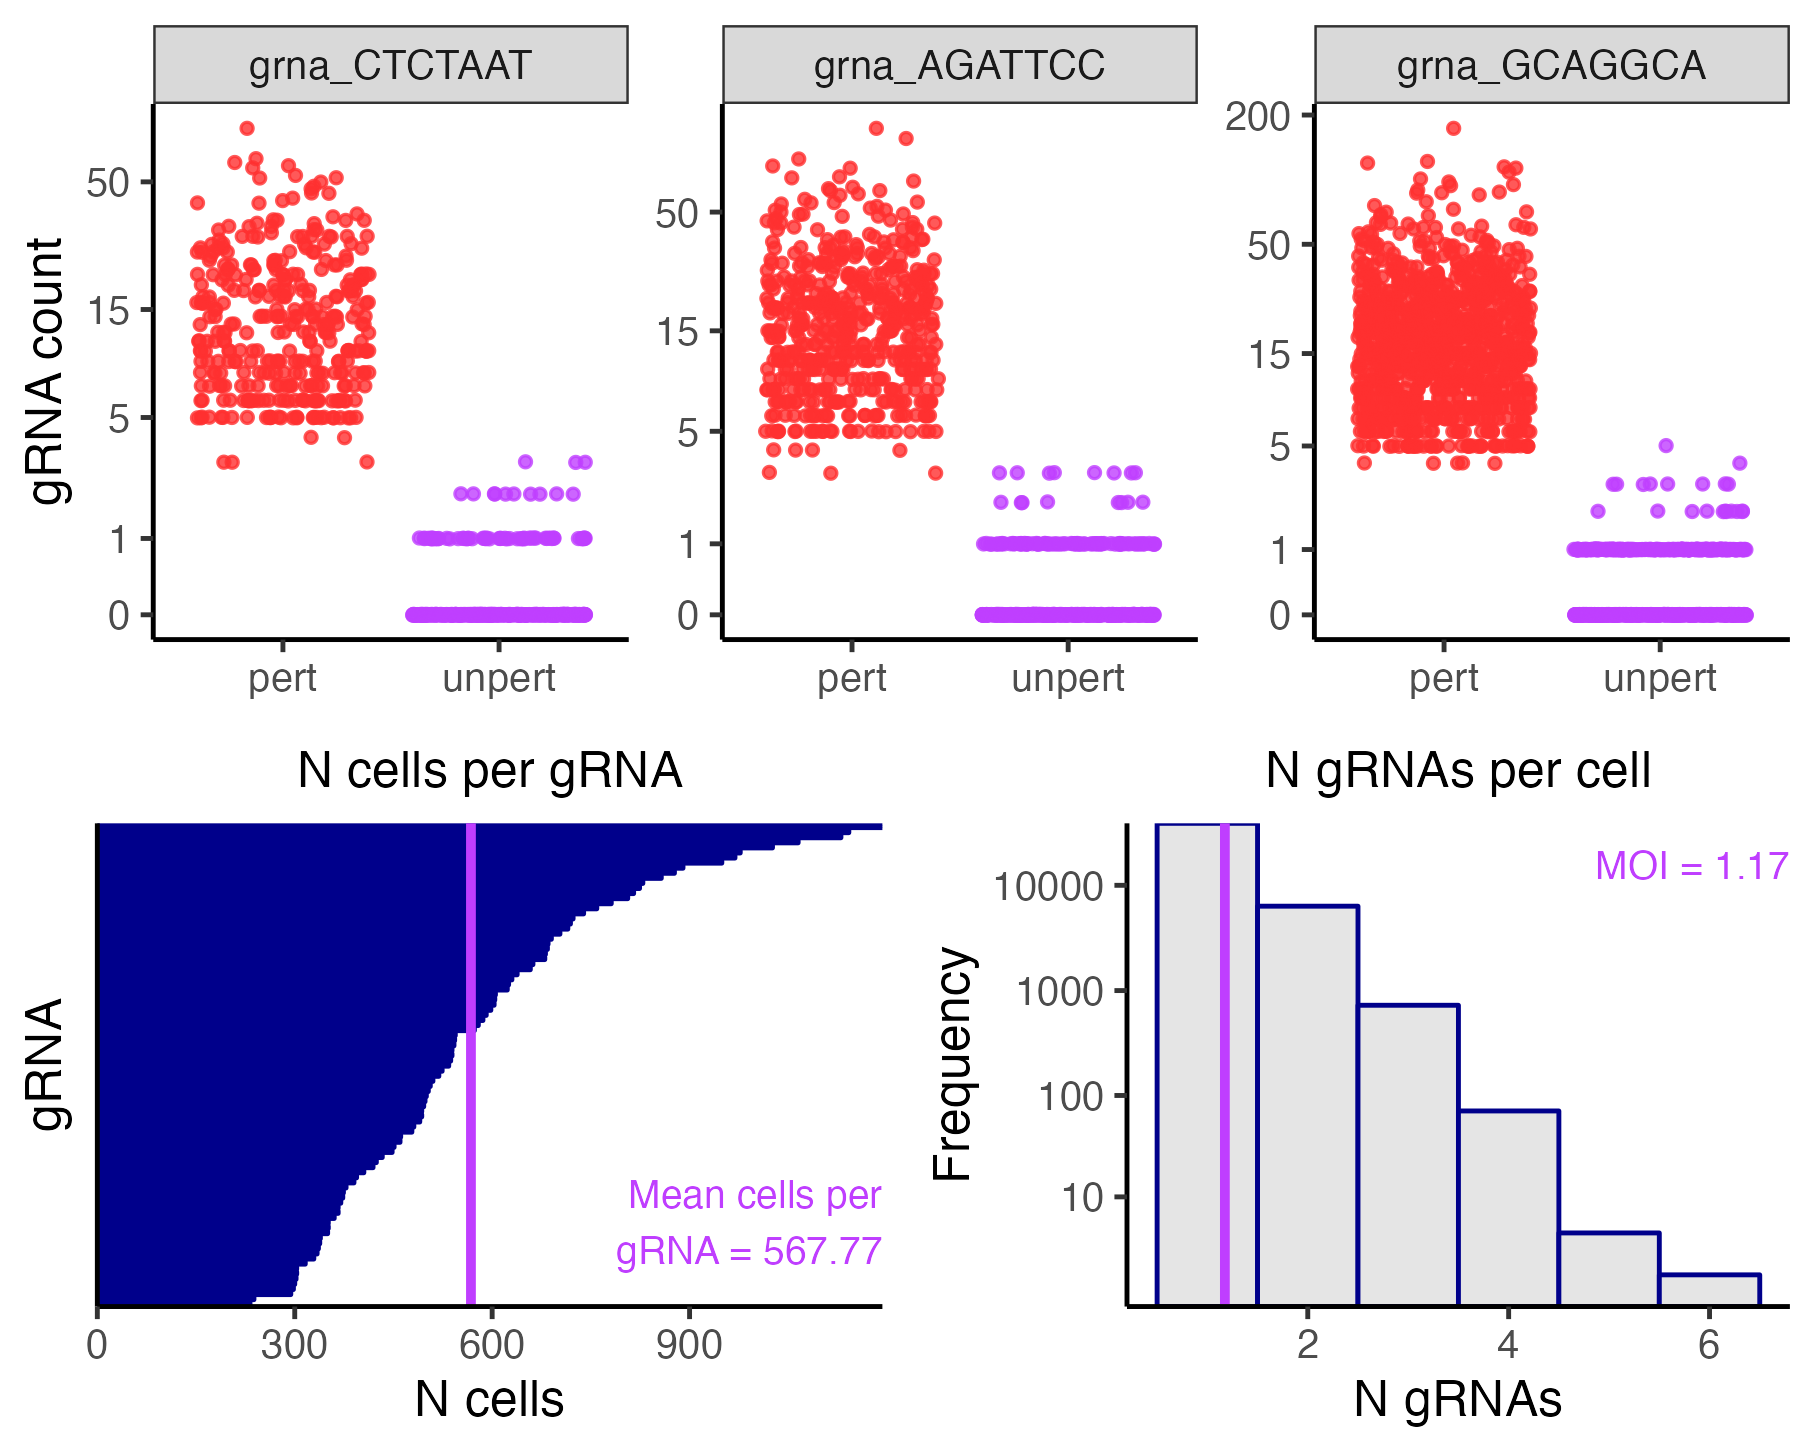 grna_CTCTAAT
grna_AGATTCC
grna_GCAGGCA
gRNA count
50
15
5
1
0
50
15
5
1
0
200
50
15
5
1
0
pert
unpert
pert
unpert
pert
unpert
N cells per gRNA
gRNA
Mean cells per
gRNA = 567.77
0
300
600
900
N cells
N gRNAs per cell
Frequency
MOI = 1.17
10000
1000
100
10
2
4
6
N gRNAs